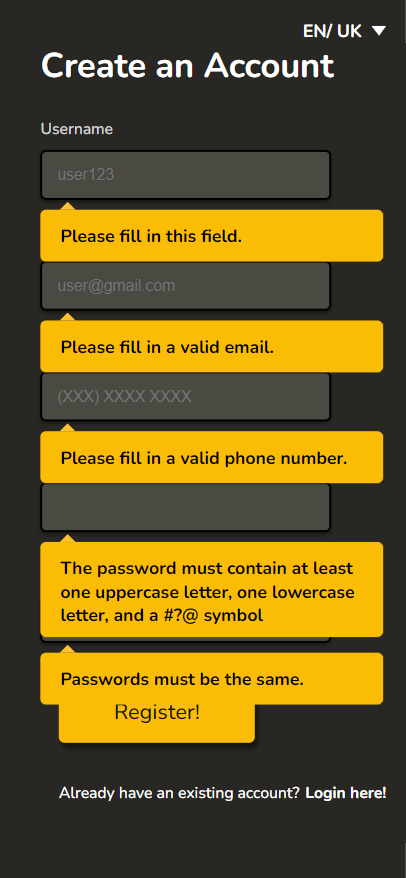 EN/ UK
Create an Account
Username
user123
Please fill in this field.
user@gmail.com
Please fill in a valid email.
(XXX) XXXX XXXX
Please fill in a valid phone number.
The password must contain at least
one uppercase letter, one lowercase
letter, and a #?@ symbol
Passwords must be the same.
Register!
Already have an existing account? Login here!